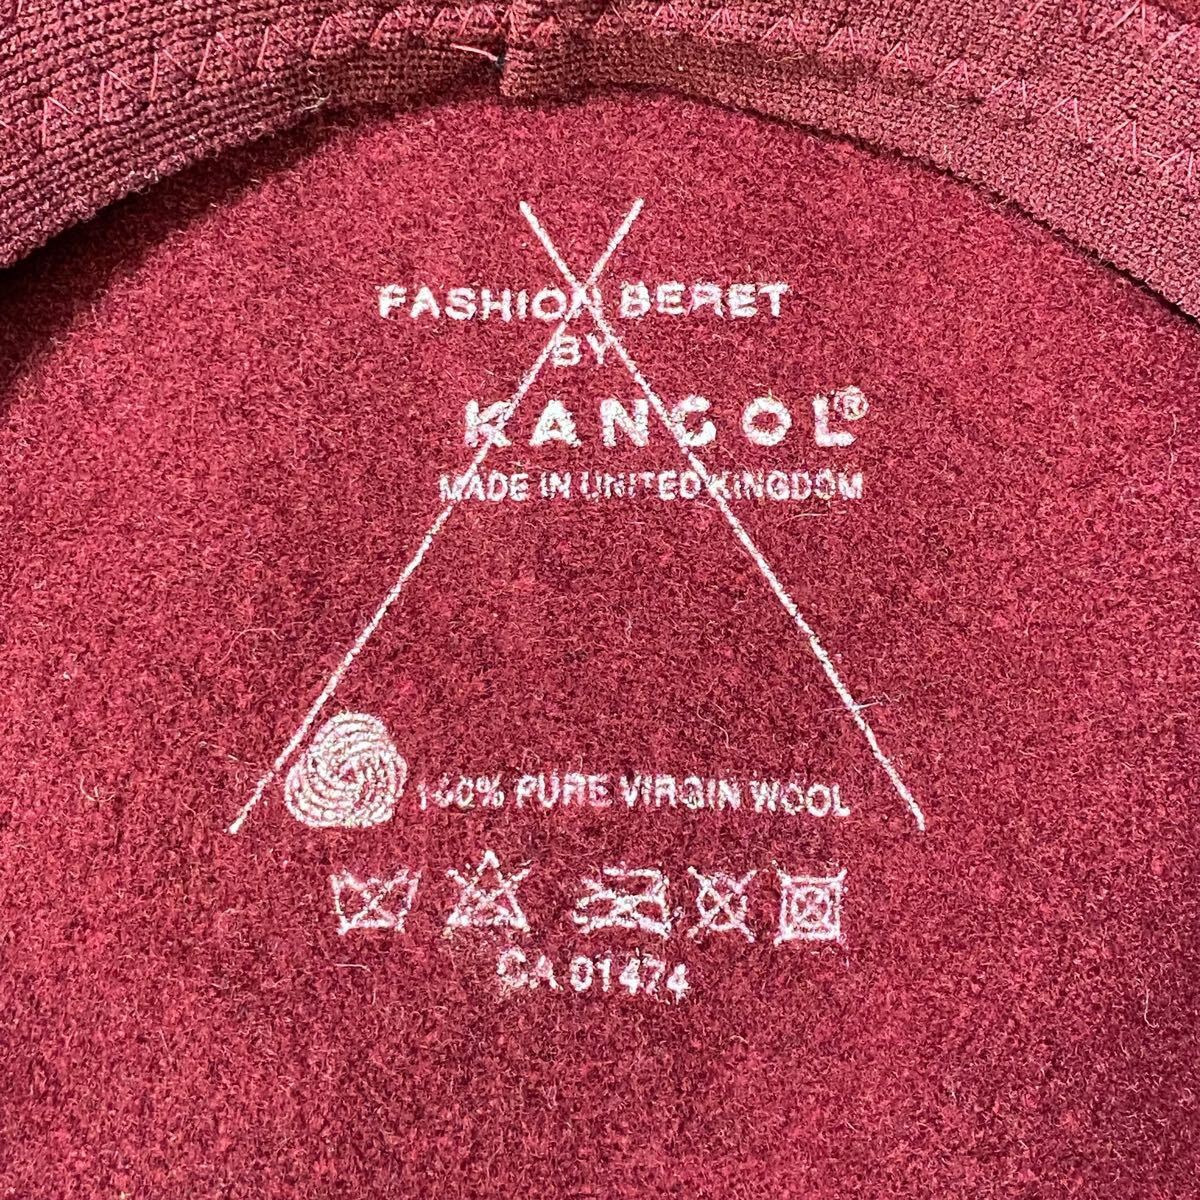 FASHION BERET
BY
KANGOL®
MADE IN UNITED KINGDOM
100% PURE VIRGIN WOOL
CA 01474